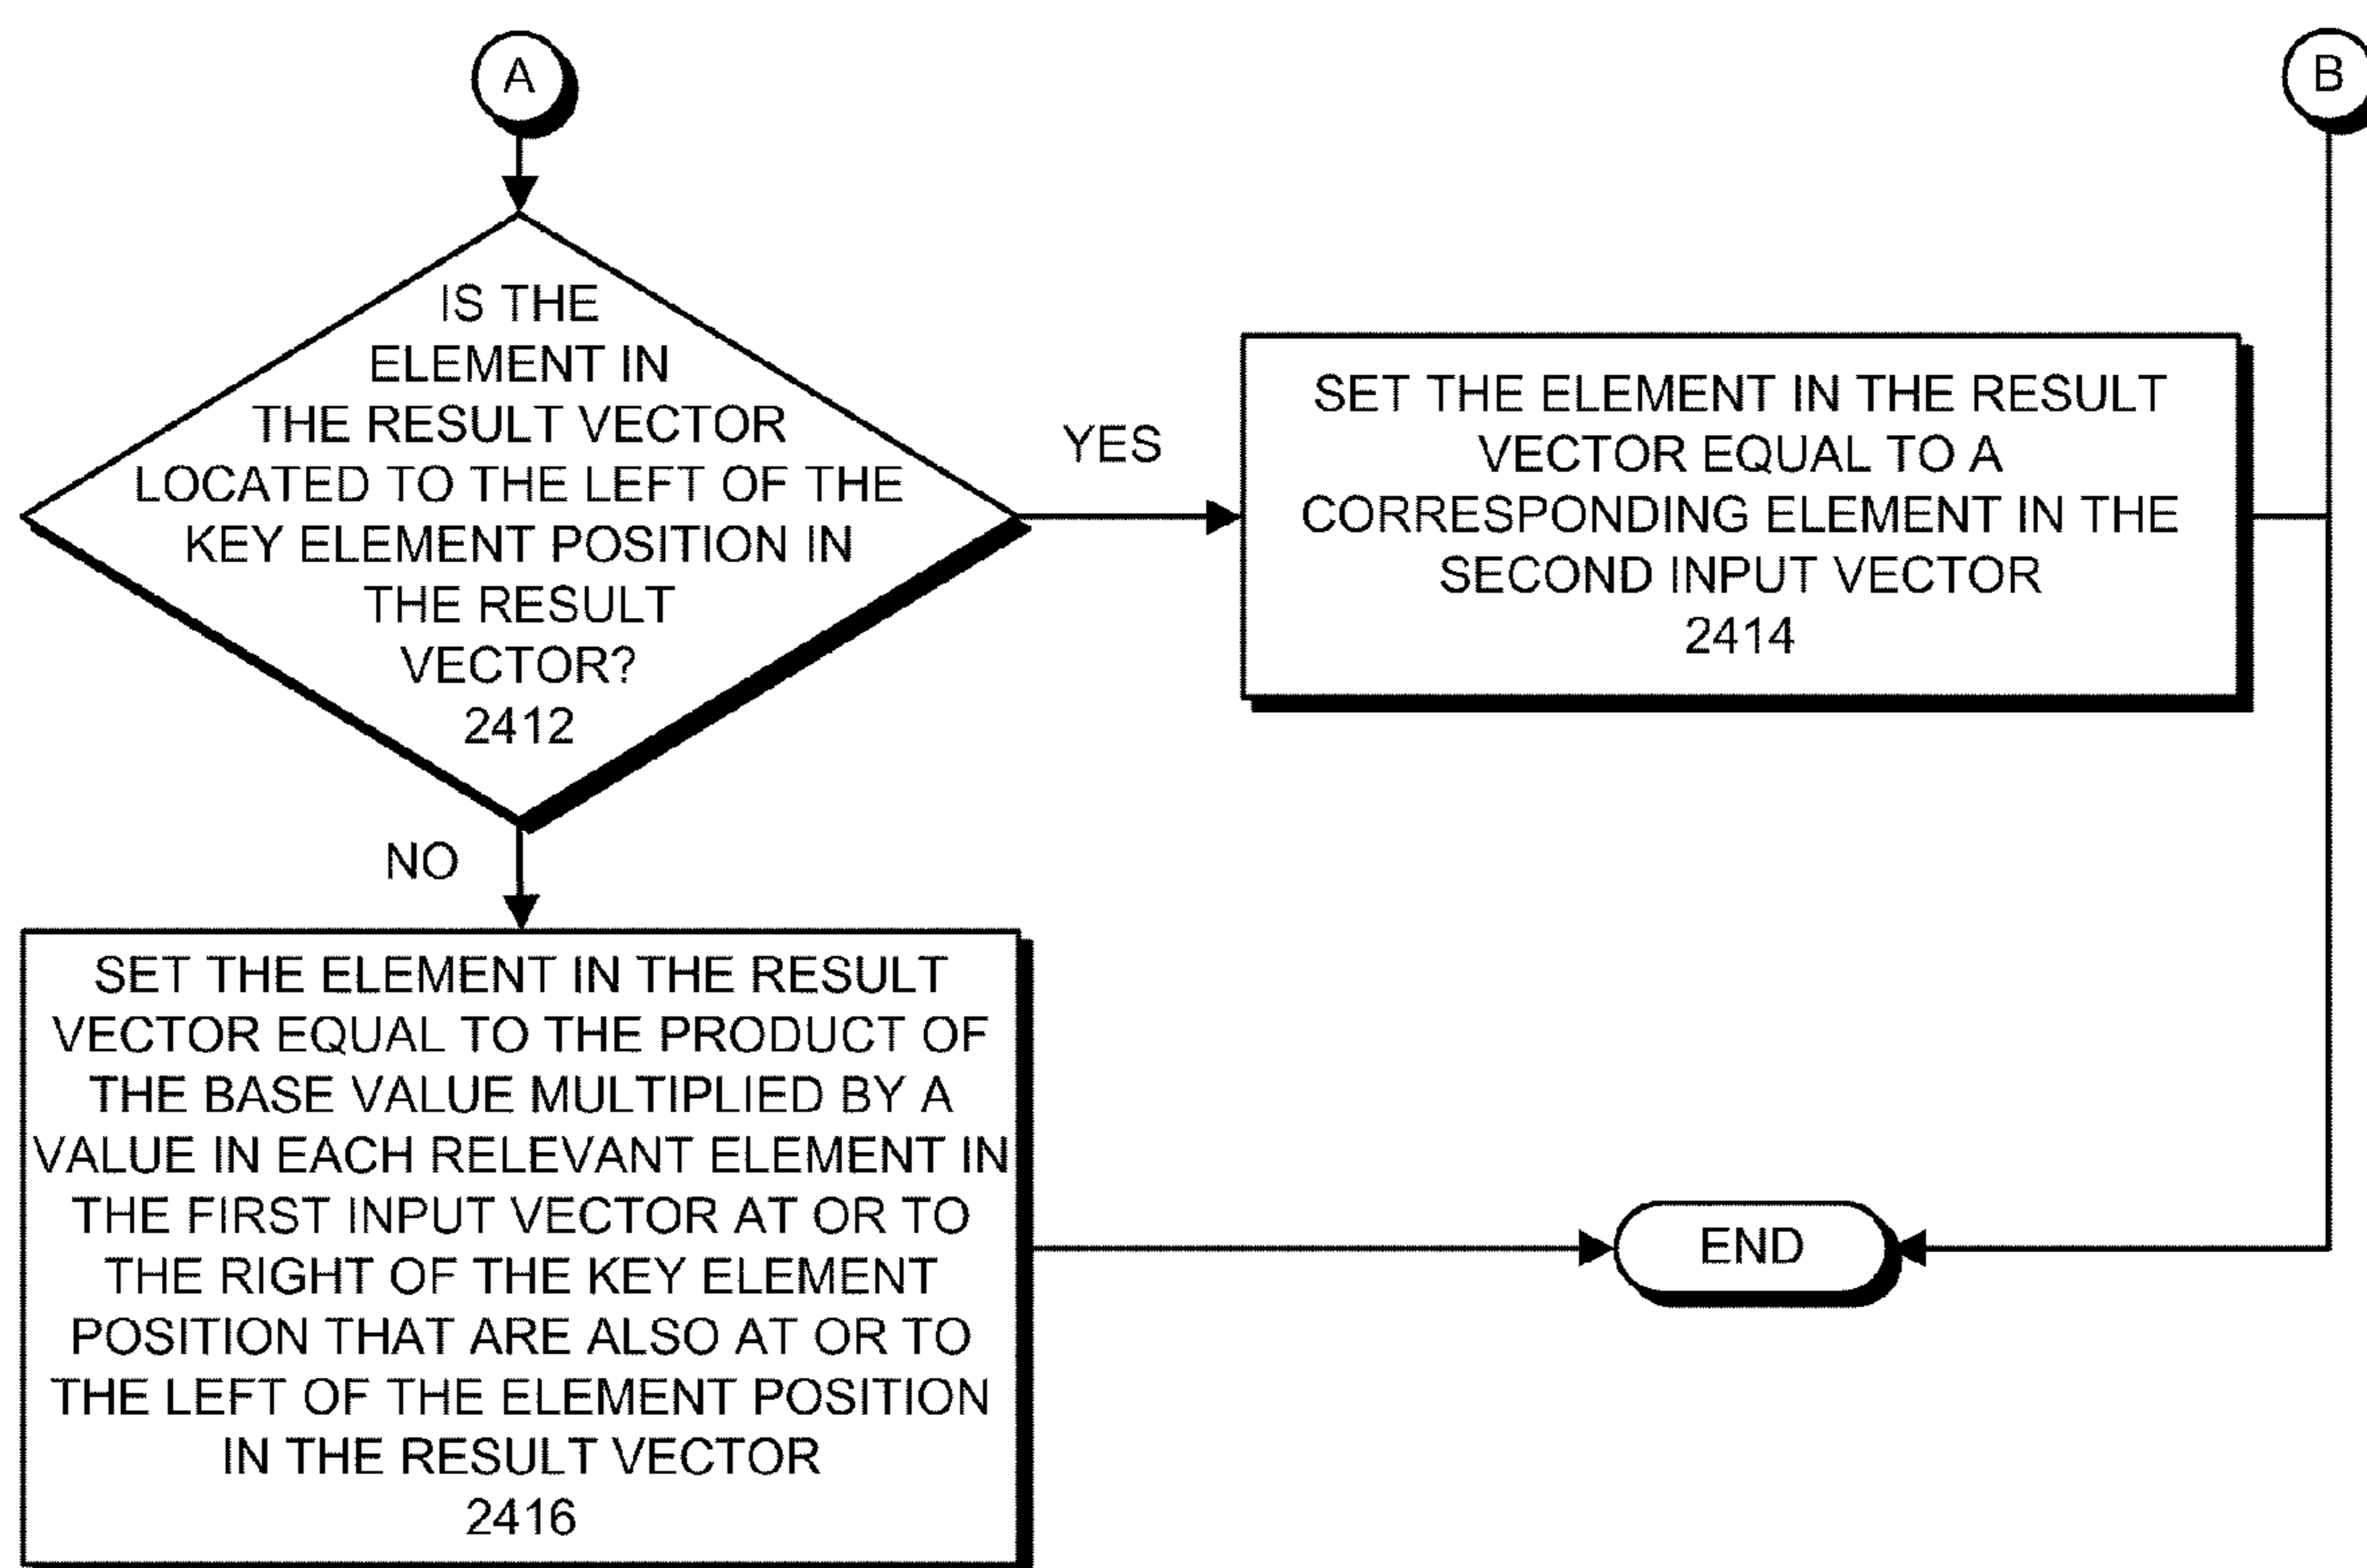 A
B
IS THE
ELEMENT IN
THE RESULT VECTOR
LOCATED TO THE LEFT OF THE
KEY ELEMENT POSITION IN
THE RESULT
VECTOR?
2412
YES
SET THE ELEMENT IN THE RESULT
VECTOR EQUAL TO A
CORRESPONDING ELEMENT IN THE
SECOND INPUT VECTOR
2414
NO
SET THE ELEMENT IN THE RESULT
VECTOR EQUAL TO THE PRODUCT OF
THE BASE VALUE MULTIPLIED BY A
VALUE IN EACH RELEVANT ELEMENT IN
THE FIRST INPUT VECTOR AT OR TO
THE RIGHT OF THE KEY ELEMENT
POSITION THAT ARE ALSO AT OR TO
THE LEFT OF THE ELEMENT POSITION
IN THE RESULT VECTOR
2416
END